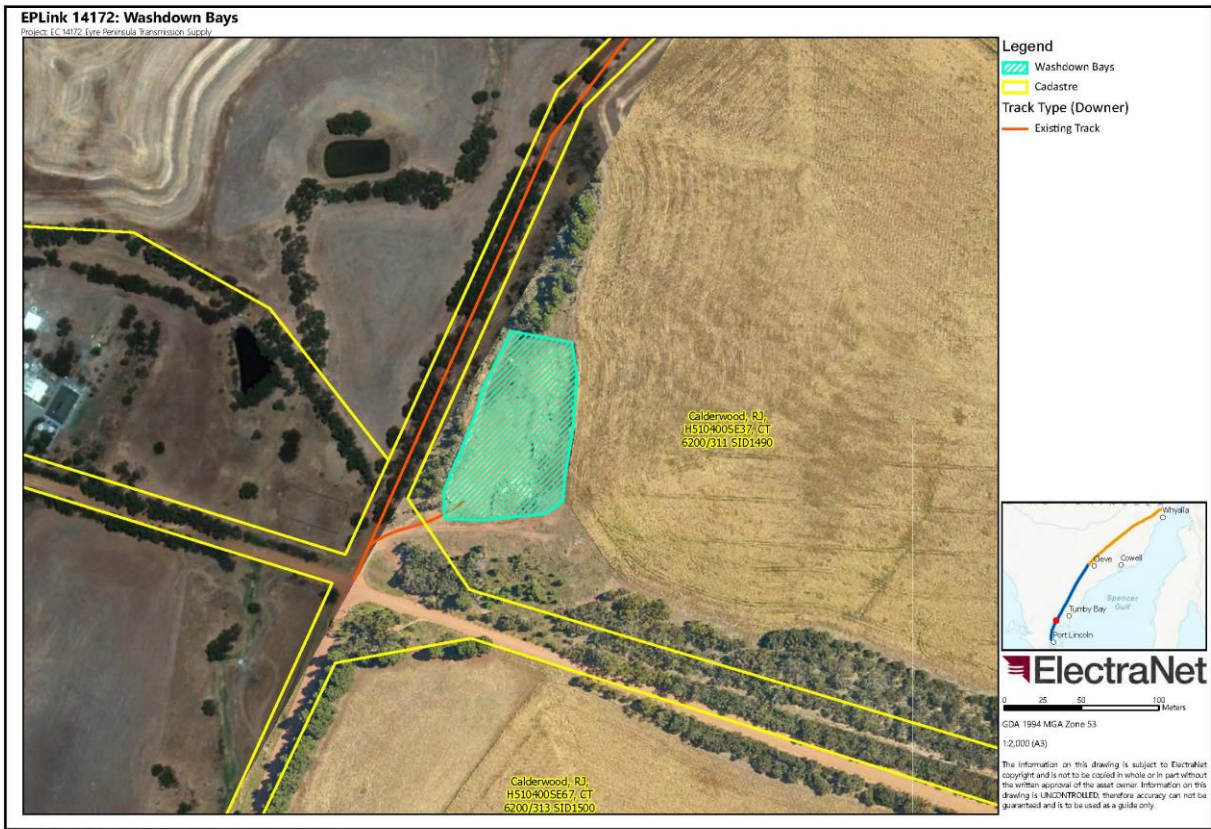 EPLink 14172: Washdown Bays
Project: EC 14172 Eyre Peninsula Transmission Supply
Legend
Washdown Bays
Cadastre
Track Type (Downer)
Existing Track
Calderwood, RJ,
H510400SE37, CT
6200/311 SID1490
Calderwood, RJ,
H510400SE67, CT
6200/313 SID1500
Whyalla
Cleve
Cowell
Spencer
Gulf
Tumby Bay
Port Lincoln
ElectraNet
0 25 50 100
Meters
GDA 1994 MGA Zone 53
1:2,000 (A3)
The information on this drawing is subject to ElectraNet
copyright and is not to be copied in whole or in part without
the written approval of the asset owner. Information on this
drawing is UNCONTROLLED, therefore accuracy can not be
guaranteed and is to be used as a guide only.